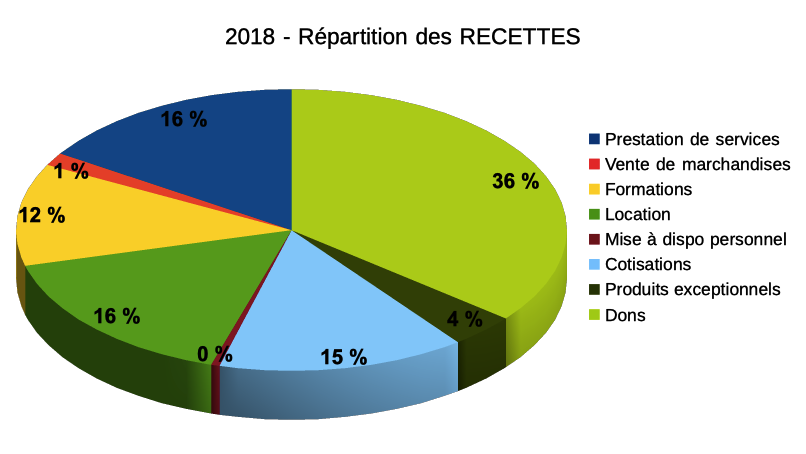 2018 - Répartition des RECETTES
16 %
36 %
1 %
12 %
16 %
0 %
15 %
4 %
Prestation de services
Vente de marchandises
Formations
Location
Mise à dispo personnel
Cotisations
Produits exceptionnels
Dons